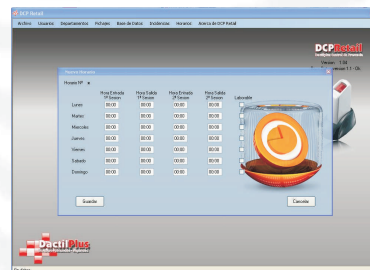 DCP Retail
Archivo Usuarios Departamentos Fichajes Base de Datos Incidencias Horarios Acerca de DCP Retail
DCPRetail
Version 1.04
Nuevos Horarios
Horario Nº
Hora Entrada 1ª Sesion Hora Salida 1ª Sesion Hora Entrada 2ª Sesion Hora Salida 2ª Sesion Laborable
Lunes 00:00 00:00 00:00 00:00
Martes 00:00 00:00 00:00 00:00
Miercoles 00:00 00:00 00:00 00:00
Jueves 00:00 00:00 00:00 00:00
Viernes 00:00 00:00 00:00 00:00
Sabado 00:00 00:00 00:00 00:00
Domingo 00:00 00:00 00:00 00:00
Guardar Cancelar
DactilPlus